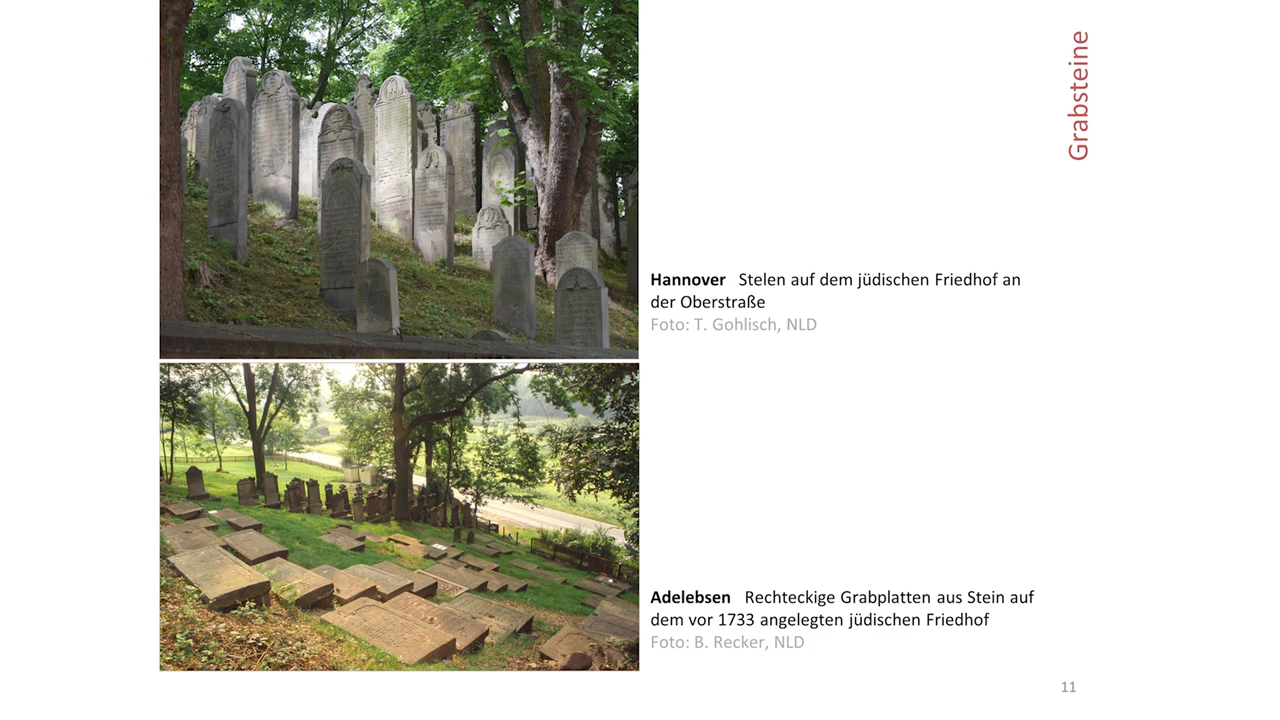 Grabsteine
Hannover Stelen auf dem jüdischen Friedhof an
der Oberstraße
Foto: T. Gohlisch, NLD
Adelebsen Rechteckige Grabplatten aus Stein auf
dem vor 1733 angelegten jüdischen Friedhof
Foto: B. Recker, NLD
11